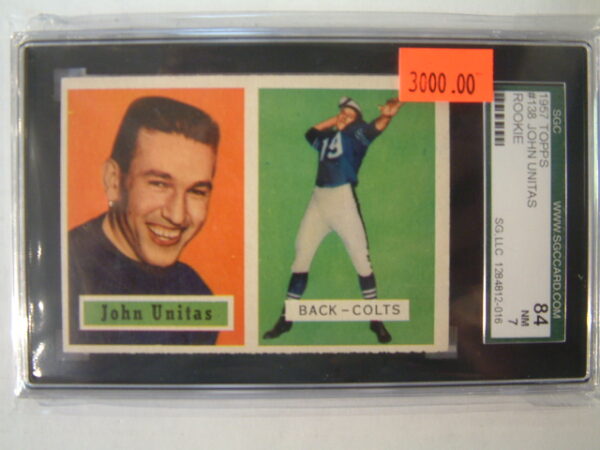 3000.00
19
John Unitas
BACK-COLTS
SGC
WWW.SGCCARD.COM
1957 TOPPS
#138 JOHN UNITAS
ROOKIE
SG LLC 1284812-016
84
NM
7